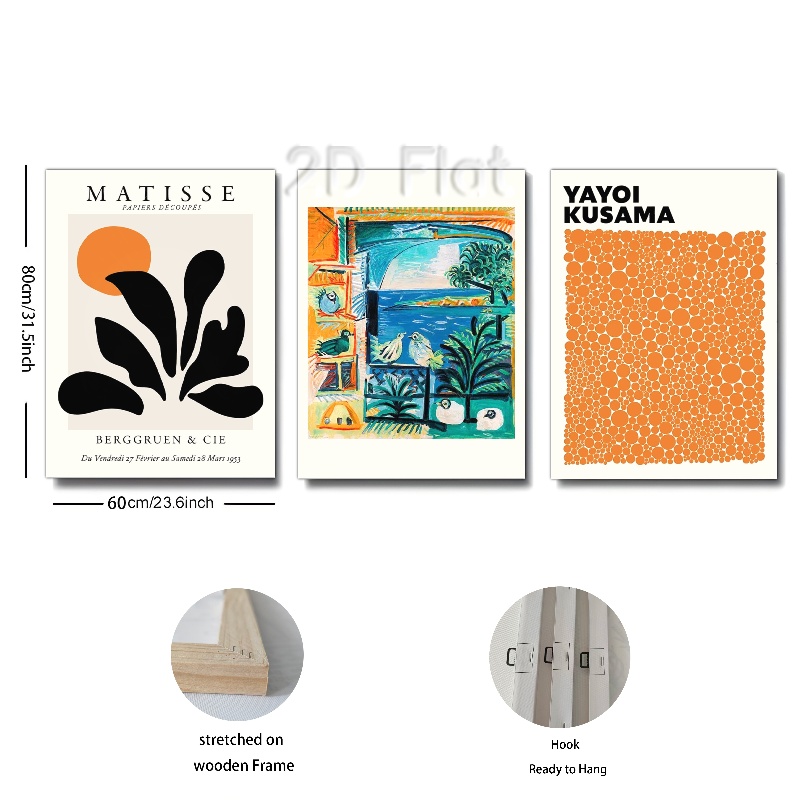 2D Flat
MATISSE
PAPIERS DÉCOUPÉS
YAYOI
KUSAMA
80cm/31.5inch
BERGGRUEN & CIE
Du Vendredi 27 Février au Samedi 28 Mars 1953
60cm/23.6inch
stretched on
wooden Frame
Hook
Ready to Hang